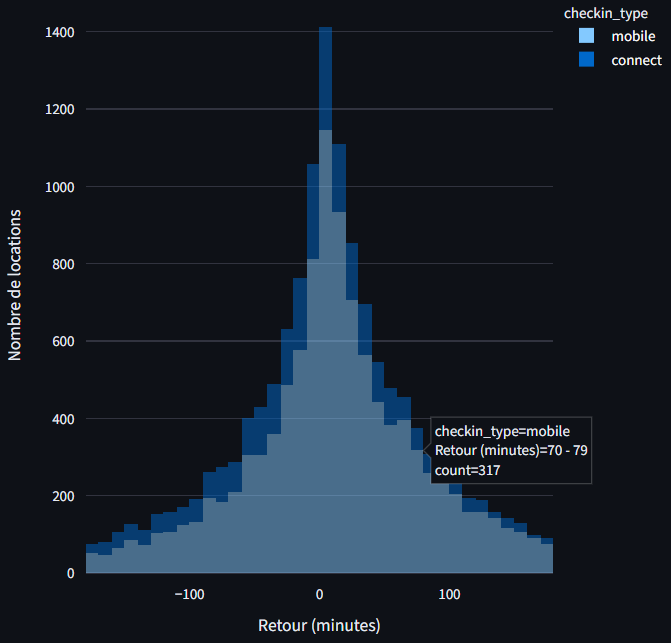 checkin_type
mobile
connect
1400
1200
1000
800
600
400
200
0
Nombre de locations
checkin_type=mobile
Retour (minutes)=70 - 79
count=317
−100
0
100
Retour (minutes)